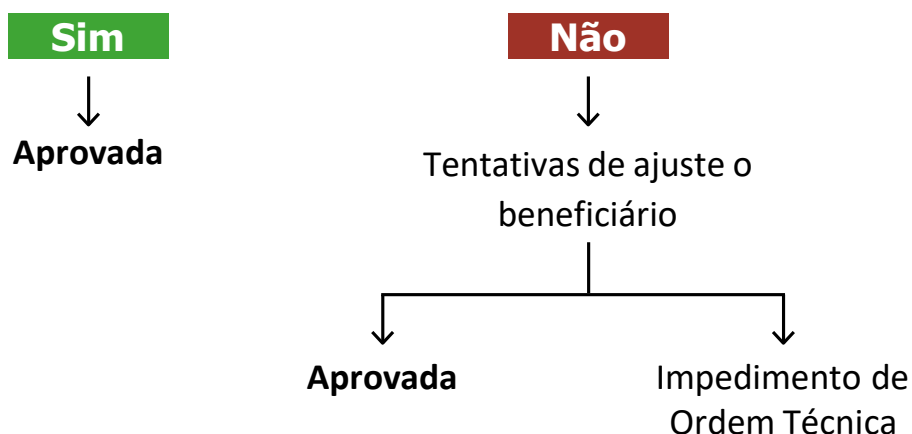 Sim
Não
Aprovada
Tentativas de ajuste o
beneficiário
Aprovada
Impedimento de
Ordem Técnica